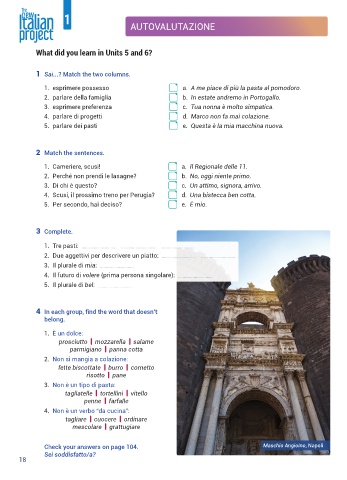 The
new
Italian
project
1
AUTOVALUTAZIONE
What did you learn in Units 5 and 6?
1 Sai...? Match the two columns.
1. esprimere possesso
2. parlare della famiglia
3. esprimere preferenza
4. parlare di progetti
5. parlare dei pasti
a. A me piace di più la pasta al pomodoro.
b. In estate andremo in Portogallo.
c. Tua nonna è molto simpatica.
d. Marco non fa mai colazione.
e. Questa è la mia macchina nuova.
2 Match the sentences.
1. Cameriere, scusi!
2. Perché non prendi le lasagne?
3. Di chi è questo?
4. Scusi, il prossimo treno per Perugia?
5. Per secondo, hai deciso?
a. Il Regionale delle 11.
b. No, oggi niente primo.
c. Un attimo, signora, arrivo.
d. Una bistecca ben cotta.
e. È mio.
3 Complete.
1. Tre pasti:
2. Due aggettivi per descrivere un piatto:
3. Il plurale di mia:
4. Il futuro di volere (prima persona singolare):
5. Il plurale di bel:
4 In each group, find the word that doesn't
belong.
1. È un dolce:
prosciutto | mozzarella | salame
parmigiano | panna cotta
2. Non si mangia a colazione:
fette biscottate | burro | cornetto
risotto | pane
3. Non è un tipo di pasta:
tagliatelle | tortellini | vitello
penne | farfalle
4. Non è un verbo "da cucina":
tagliare | cuocere | ordinare
mescolare | grattugiare
Check your answers on page 104.
Sei soddisfatto/a?
Maschio Angioino, Napoli
18